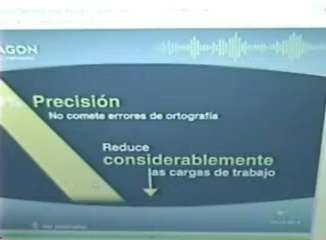 AGON
Precisión
No comete errores de ortografía
Reduce
considerablemente
las cargas de trabajo